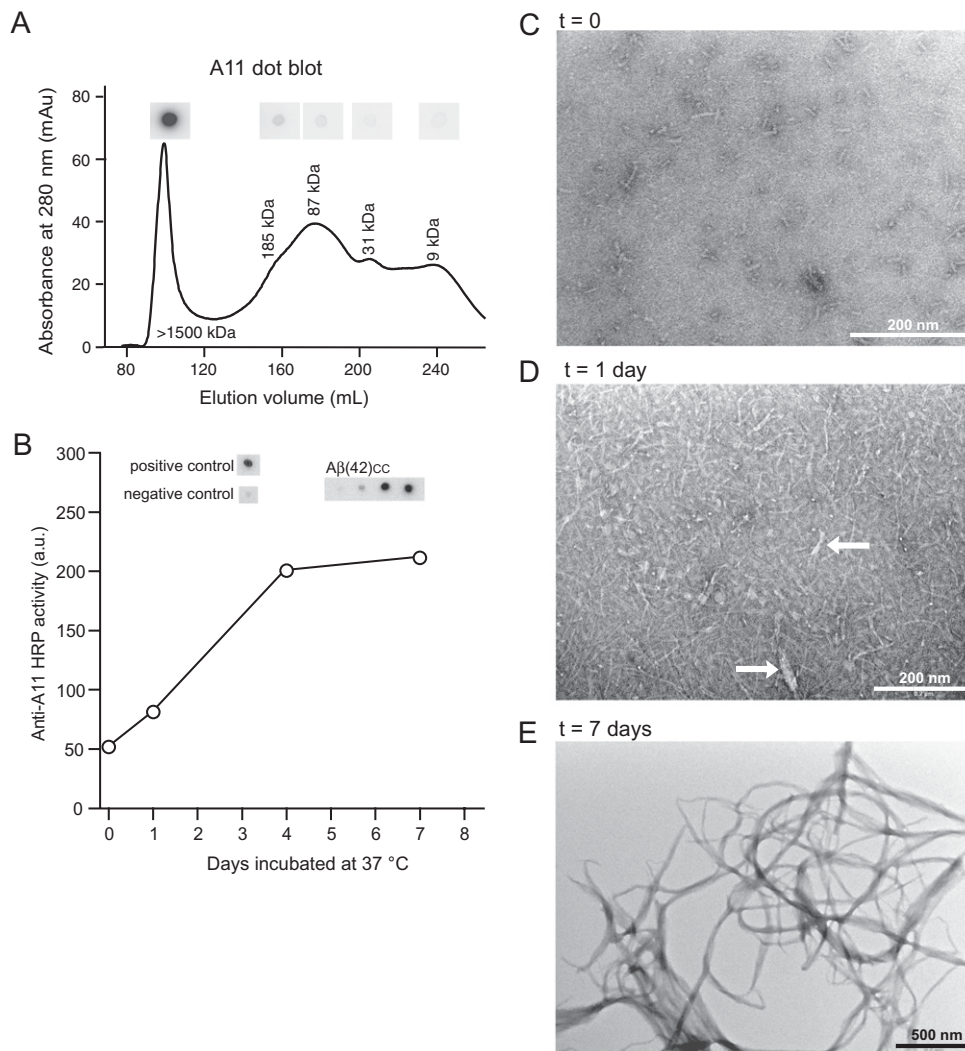 A
A11 dot blot
Absorbance at 280 nm (mAu)
80
60
40
20
0
>1500 kDa
185 kDa
87 kDa
31 kDa
9 kDa
80
120
160
200
240
Elution volume (mL)
B
positive control
negative control
Aβ(42)CC
Anti-A11 HRP activity (a.u.)
300
250
200
150
100
50
0
0
1
2
3
4
5
6
7
8
Days incubated at 37 °C
C
t = 0
200 nm
D
t = 1 day
200 nm
E
t = 7 days
500 nm